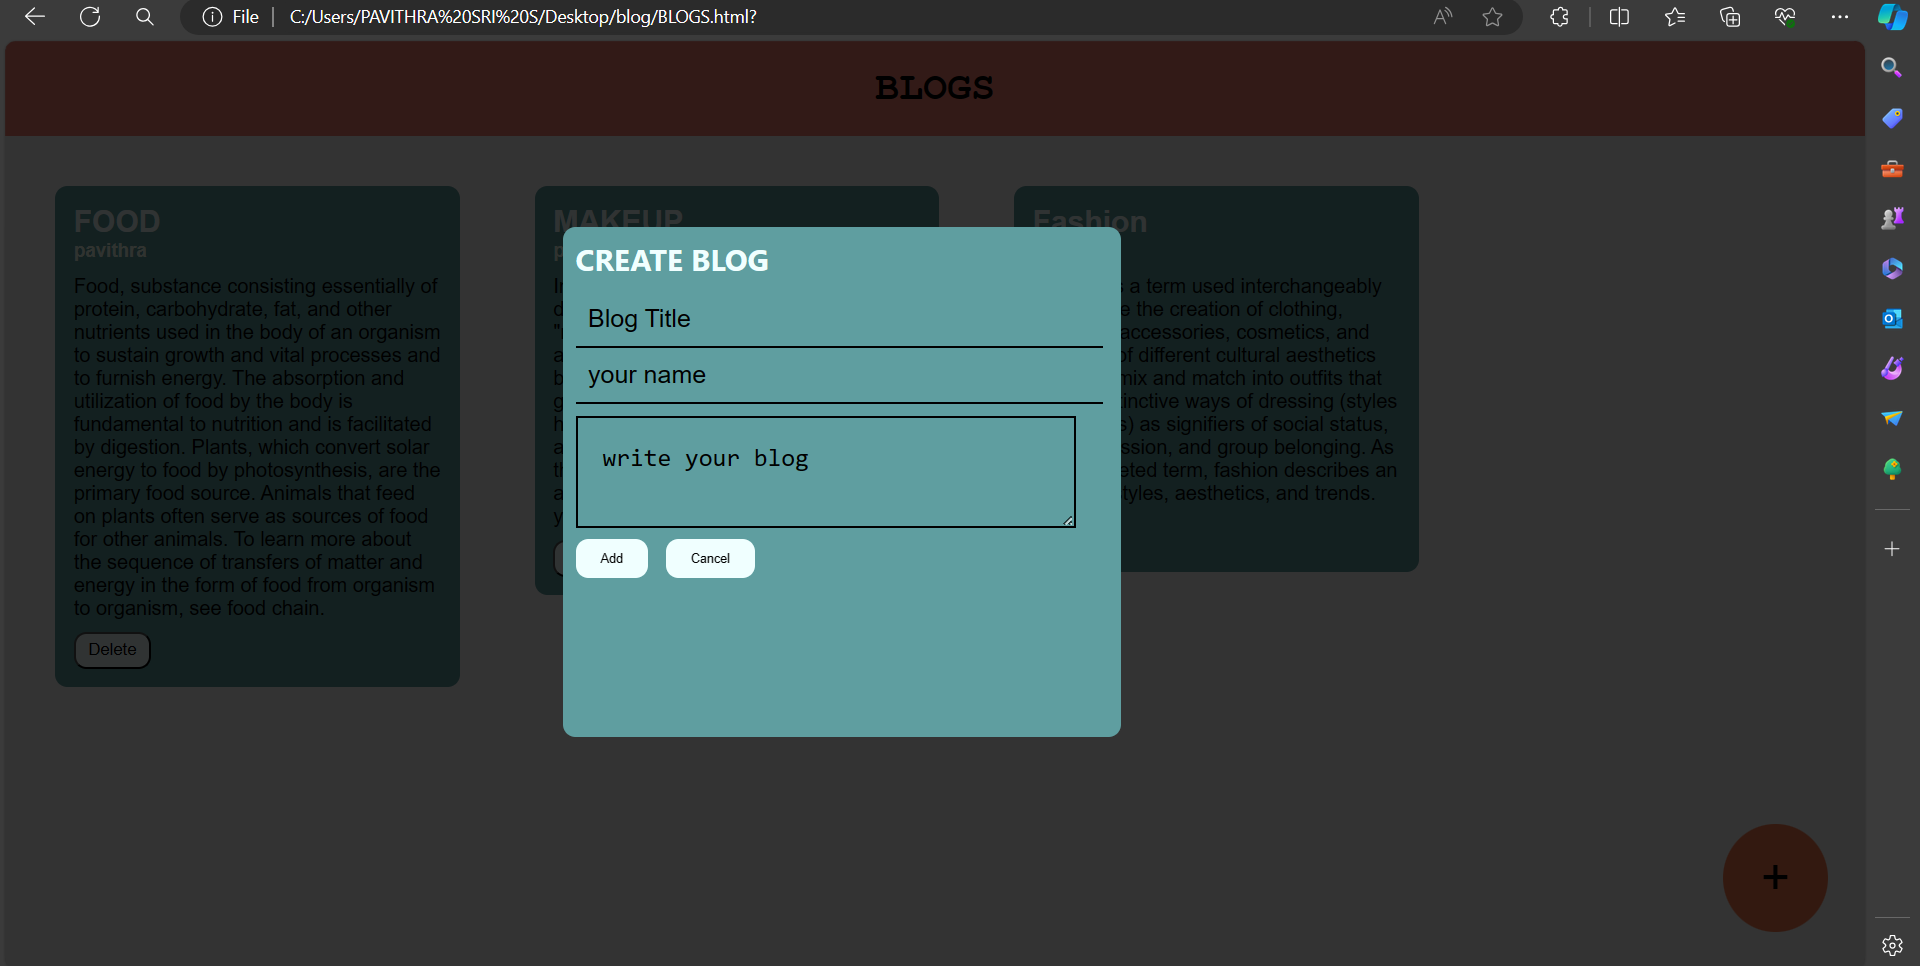 File C:/Users/PAVITHRA%20SRI%20S/Desktop/blog/BLOGS.html?
BLOGS
FOOD
pavithra
Food, substance consisting essentially of
protein, carbohydrate, fat, and other
nutrients used in the body of an organism
to sustain growth and vital processes and
to furnish energy. The absorption and
utilization of food by the body is
fundamental to nutrition and is facilitated
by digestion. Plants, which convert solar
energy to food by photosynthesis, are the
primary food source. Animals that feed
on plants often serve as sources of food
for other animals. To learn more about
the sequence of transfers of matter and
energy in the form of food from organism
to organism, see food chain.
Delete
MAKEUP
Fashion
a term used interchangeably
the creation of clothing,
accessories, cosmetics, and
of different cultural aesthetics
mix and match into outfits that
ways of dressing (styles
as signifiers of social status,
and group belonging. As
term, fashion describes an
styles, aesthetics, and trends.
CREATE BLOG
Blog Title
your name
write your blog
Add Cancel
+